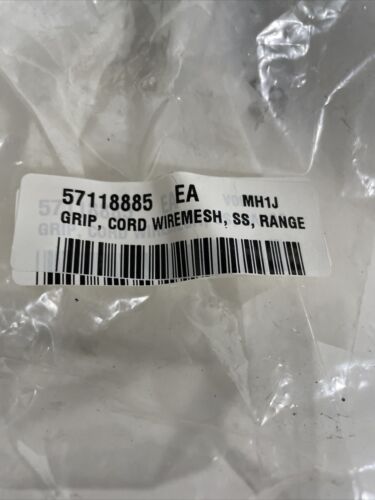 57118885 EA MH1J
GRIP, CORD WIREMESH, SS, RANGE